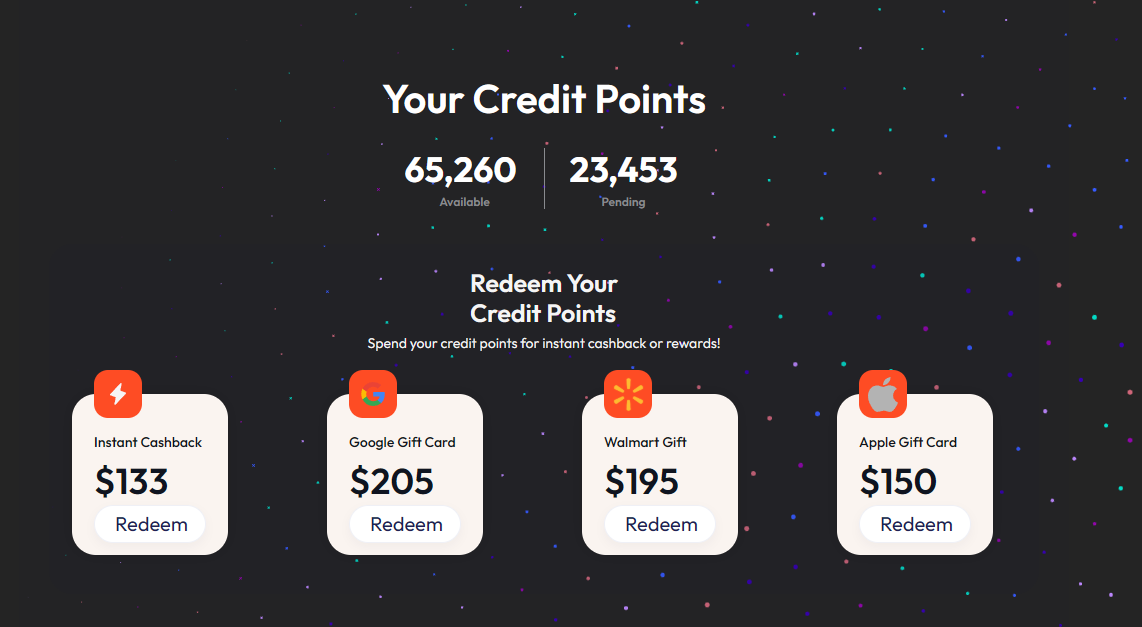 Your Credit Points
65,260
23,453
Available
Pending
Redeem Your
Credit Points
Spend your credit points for instant cashback or rewards!
Instant Cashback
$133
Redeem
Google Gift Card
$205
Redeem
Walmart Gift
$195
Redeem
Apple Gift Card
$150
Redeem